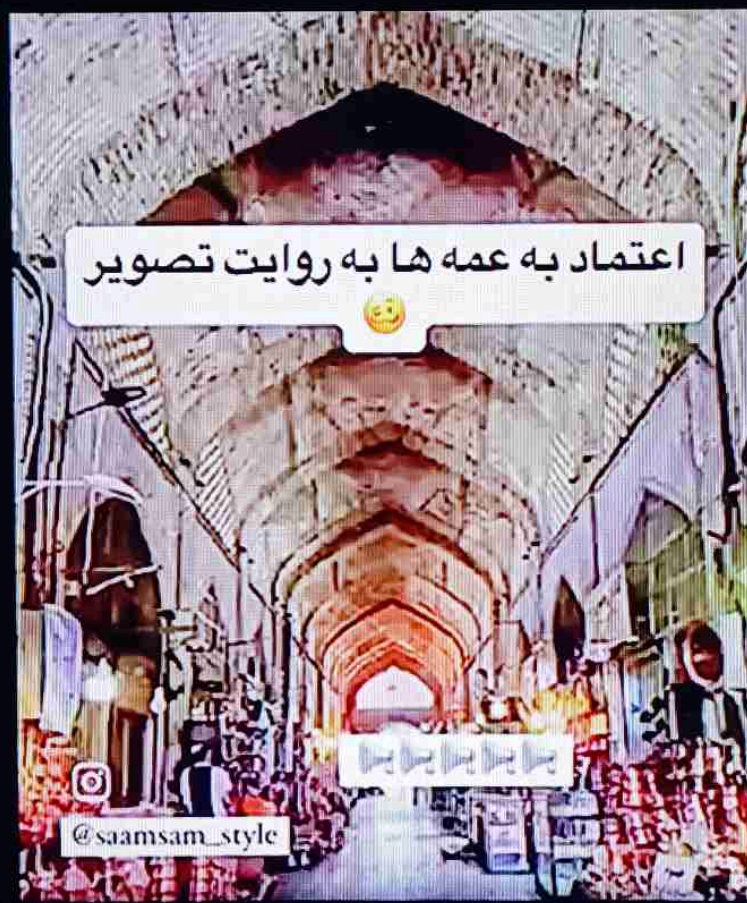 اعتماد به عمه ها به روایت تصویر
@saamsam_style